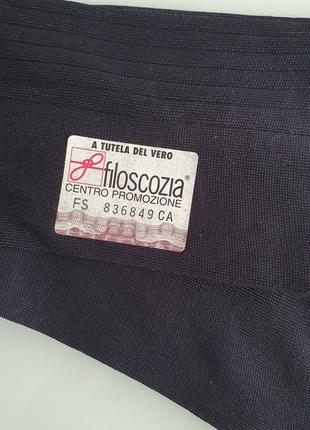 A TUTELA DEL VERO
filoscozia®
CENTRO PROMOZIONE
FS 836849 CA